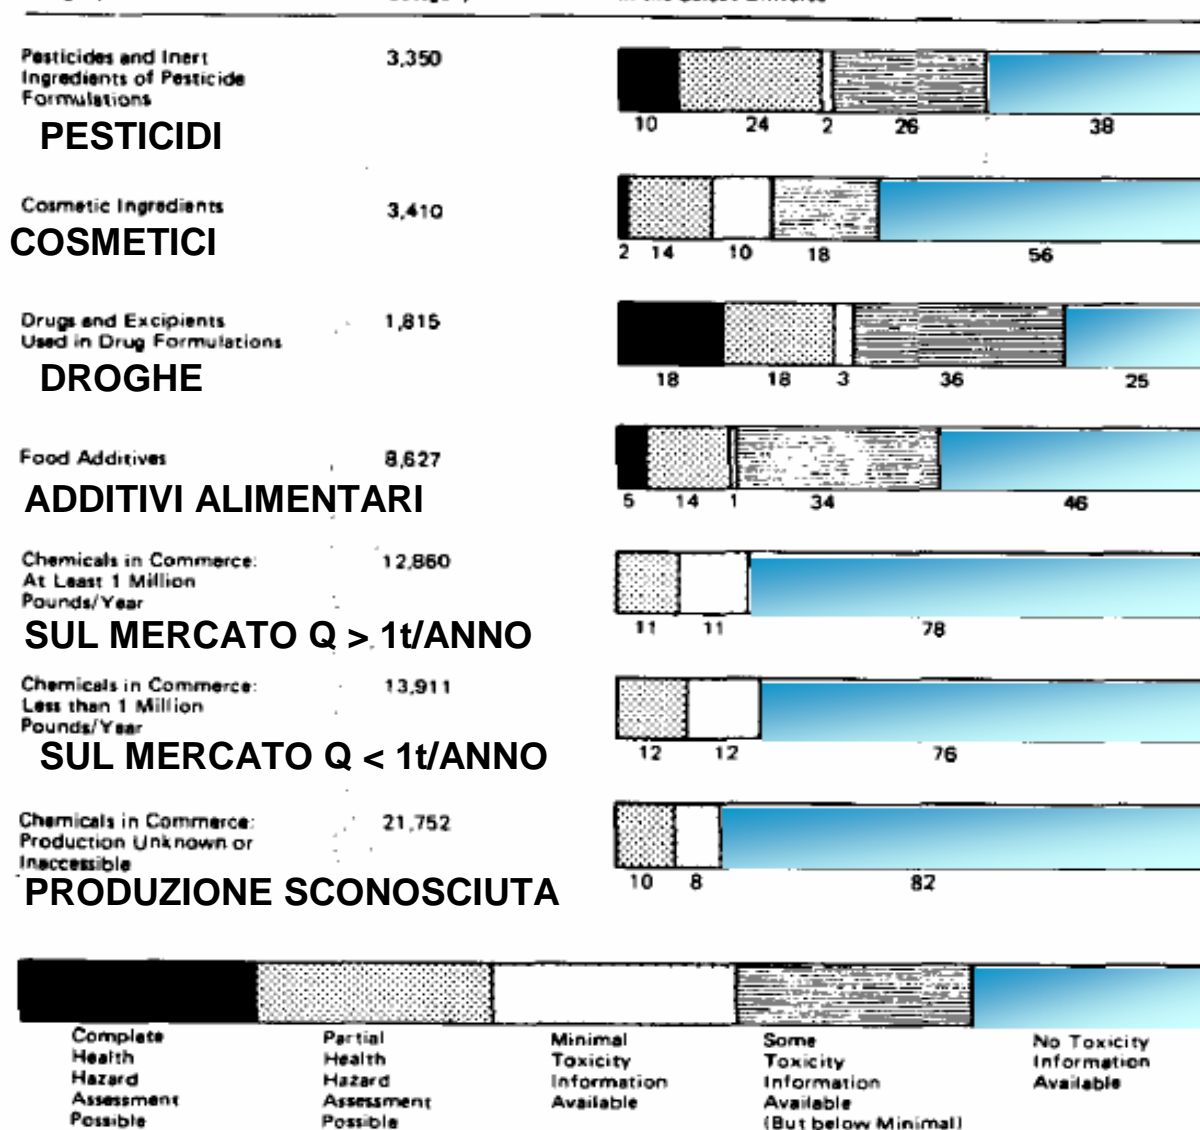 Pesticides and Inert
Ingredients of Pesticide
Formulations
3,350
10 24 2 26 38
PESTICIDI
Cosmetic Ingredients
3,410
2 14 10 18 56
COSMETICI
Drugs and Excipients
Used in Drug Formulations
1,815
18 18 3 36 25
DROGHE
Food Additives
8,627
5 14 1 34 46
ADDITIVI ALIMENTARI
Chemicals in Commerce:
At Least 1 Million
Pounds/Year
12,860
11 11 78
SUL MERCATO Q > 1t/ANNO
Chemicals in Commerce:
Less than 1 Million
Pounds/Year
13,911
12 12 76
SUL MERCATO Q < 1t/ANNO
Chemicals in Commerce:
Production Unknown or
Inaccessible
21,752
10 8 82
PRODUZIONE SCONOSCIUTA
Complete
Health
Hazard
Assessment
Possible
Partial
Health
Hazard
Assessment
Possible
Minimal
Toxicity
Information
Available
Some
Toxicity
Information
Available
(But below Minimal)
No Toxicity
Information
Available